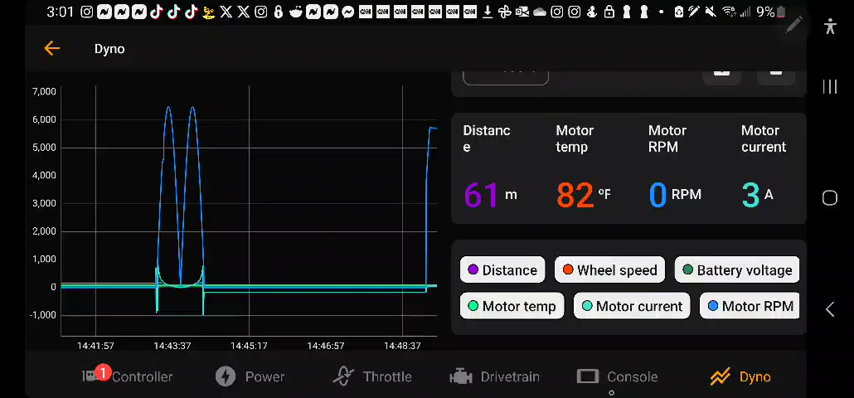 3:01
9%
Dyno
7,000
6,000
5,000
4,000
3,000
2,000
1,000
0
-1,000
14:41:57 14:43:37 14:45:17 14:46:57 14:48:37
Distanc
e
61 m
Motor
temp
82 °F
Motor
RPM
0 RPM
Motor
current
3 A
Distance Wheel speed Battery voltage
Motor temp Motor current Motor RPM
1 Controller Power Throttle Drivetrain Console Dyno